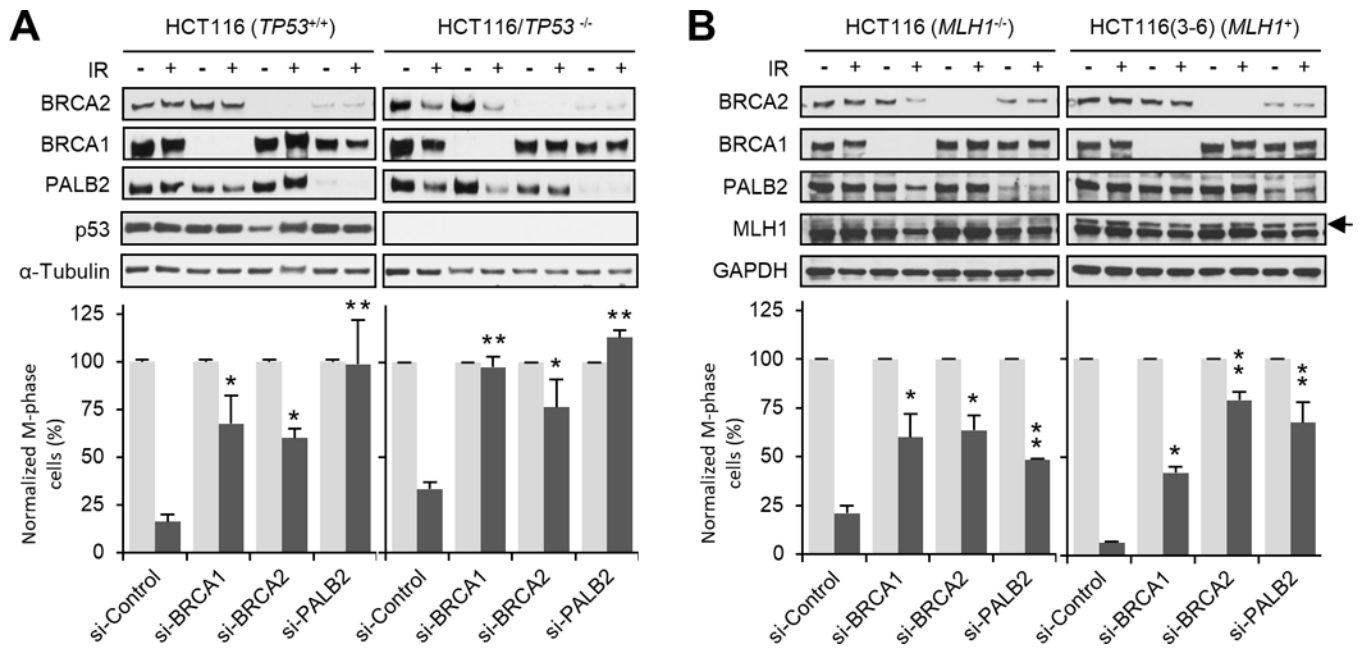 A
HCT116 (TP53+/+)
HCT116/TP53 -/-
IR - + - + - + - + - + - + - + - +
BRCA2
BRCA1
PALB2
p53
α-Tubulin
Normalized M-phase
cells (%)
125
100
75
50
25
0
* * ** ** * **
si-Control
si-BRCA1
si-BRCA2
si-PALB2
si-Control
si-BRCA1
si-BRCA2
si-PALB2
B
HCT116 (MLH1-/-)
HCT116(3-6) (MLH1+)
IR - + - + - + - + - + - + - + - +
BRCA2
BRCA1
PALB2
MLH1
GAPDH
Normalized M-phase
cells (%)
125
100
75
50
25
0
* * ** * ** **
si-Control
si-BRCA1
si-BRCA2
si-PALB2
si-Control
si-BRCA1
si-BRCA2
si-PALB2